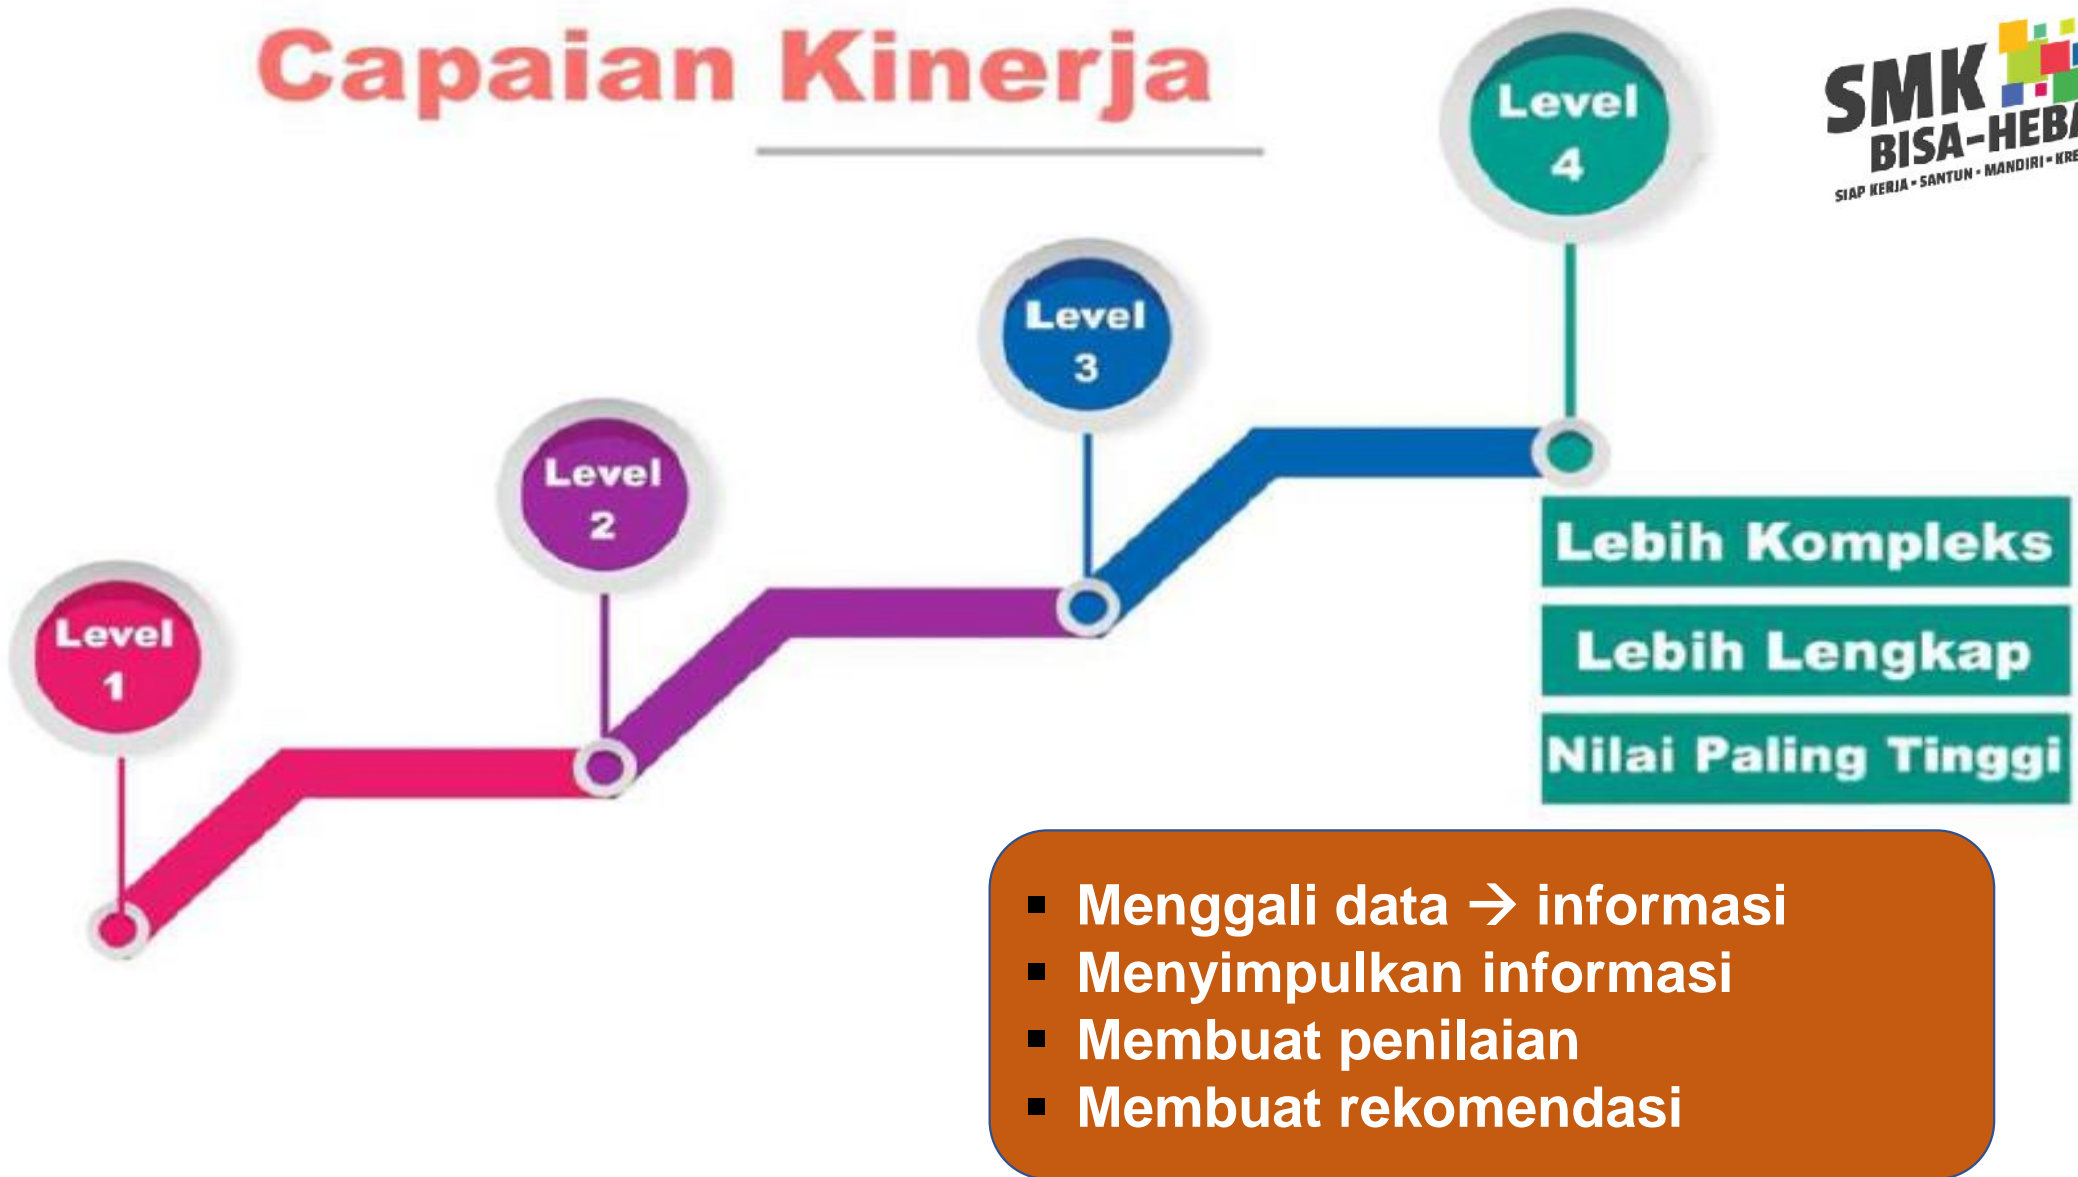 Capaian Kinerja
SMK
BISA-HEBA
SIAP KERJA • SANTUN • MANDIRI • KRE
Level
4
Level
3
Level
2
Level
1
Lebih Kompleks
Lebih Lengkap
Nilai Paling Tinggi
▪ Menggali data → informasi
▪ Menyimpulkan informasi
▪ Membuat penilaian
▪ Membuat rekomendasi